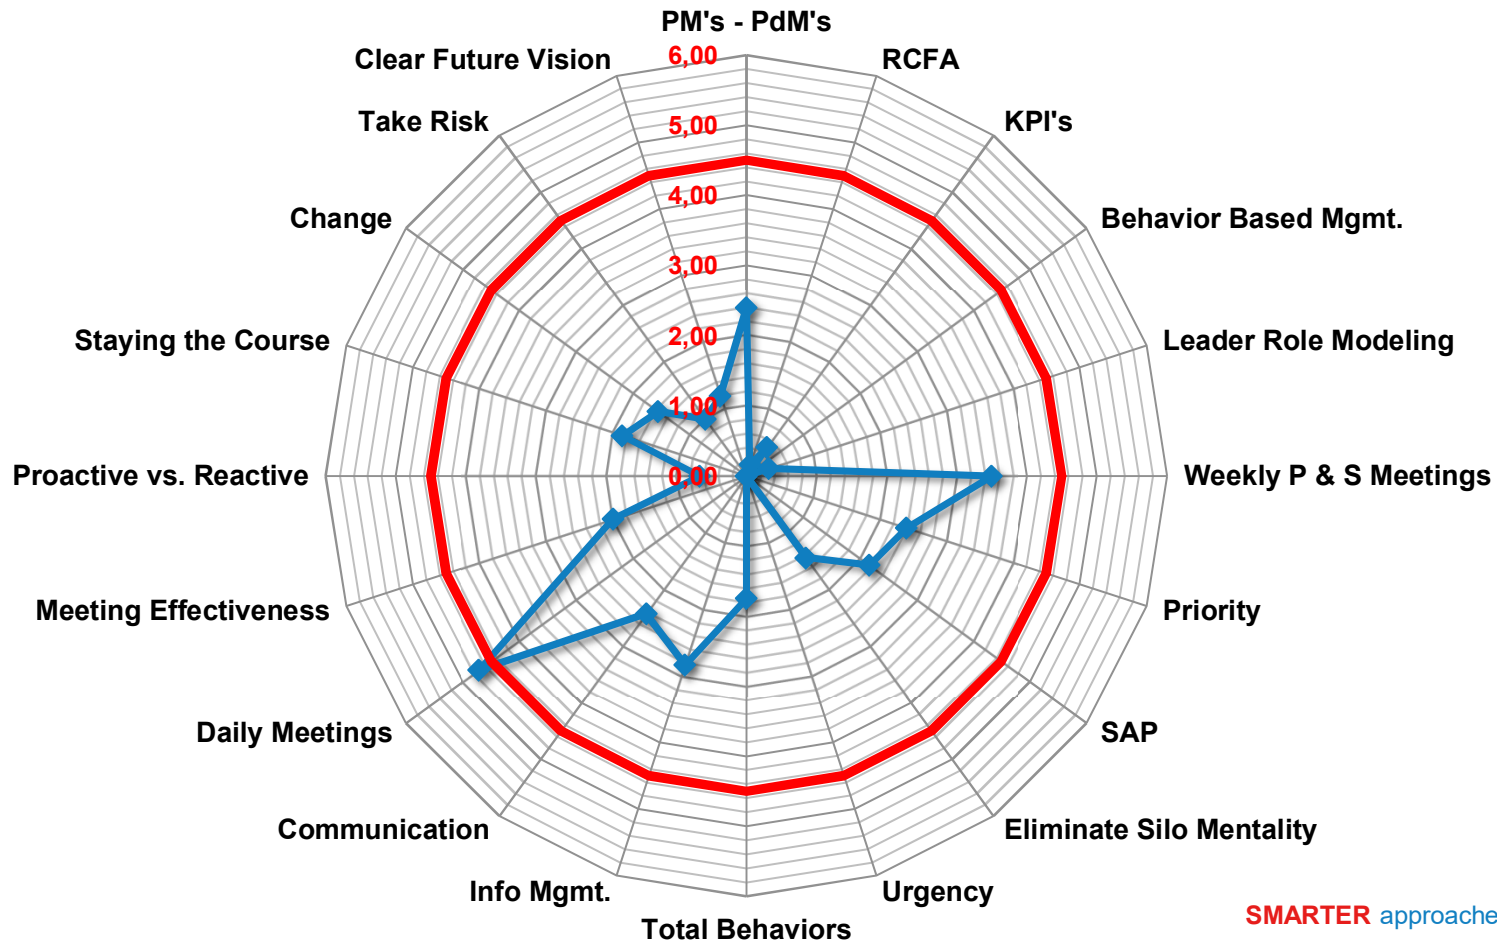 PM's - PdM's
Clear Future Vision
6,00
RCFA
Take Risk
5,00
KPI's
Change
4,00
Behavior Based Mgmt.
3,00
Staying the Course
2,00
Leader Role Modeling
1,00
Proactive vs. Reactive
0,00
Weekly P & S Meetings
Meeting Effectiveness
Priority
Daily Meetings
SAP
Communication
Eliminate Silo Mentality
Info Mgmt.
Urgency
Total Behaviors
SMARTER approache